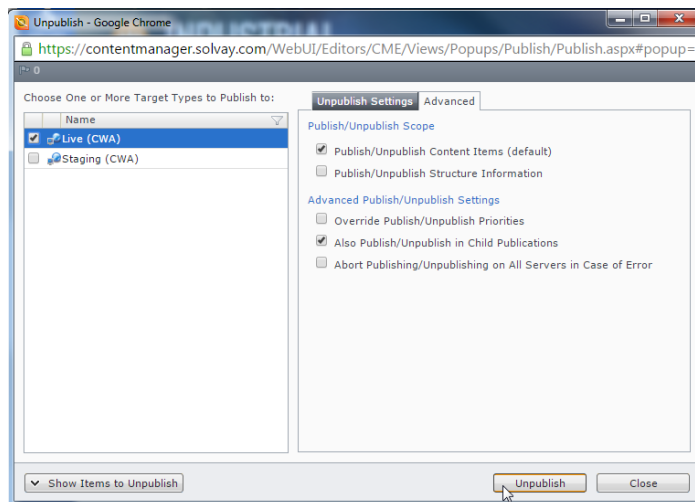 Unpublish - Google Chrome
https://contentmanager.solvay.com/WebUI/Editors/CME/Views/Popups/Publish/Publish.aspx#popup=
0
Choose One or More Target Types to Publish to:
Name
Live (CWA)
Staging (CWA)
Unpublish Settings Advanced
Publish/Unpublish Scope
Publish/Unpublish Content Items (default)
Publish/Unpublish Structure Information
Advanced Publish/Unpublish Settings
Override Publish/Unpublish Priorities
Also Publish/Unpublish in Child Publications
Abort Publishing/Unpublishing on All Servers in Case of Error
Show Items to Unpublish
Unpublish Close